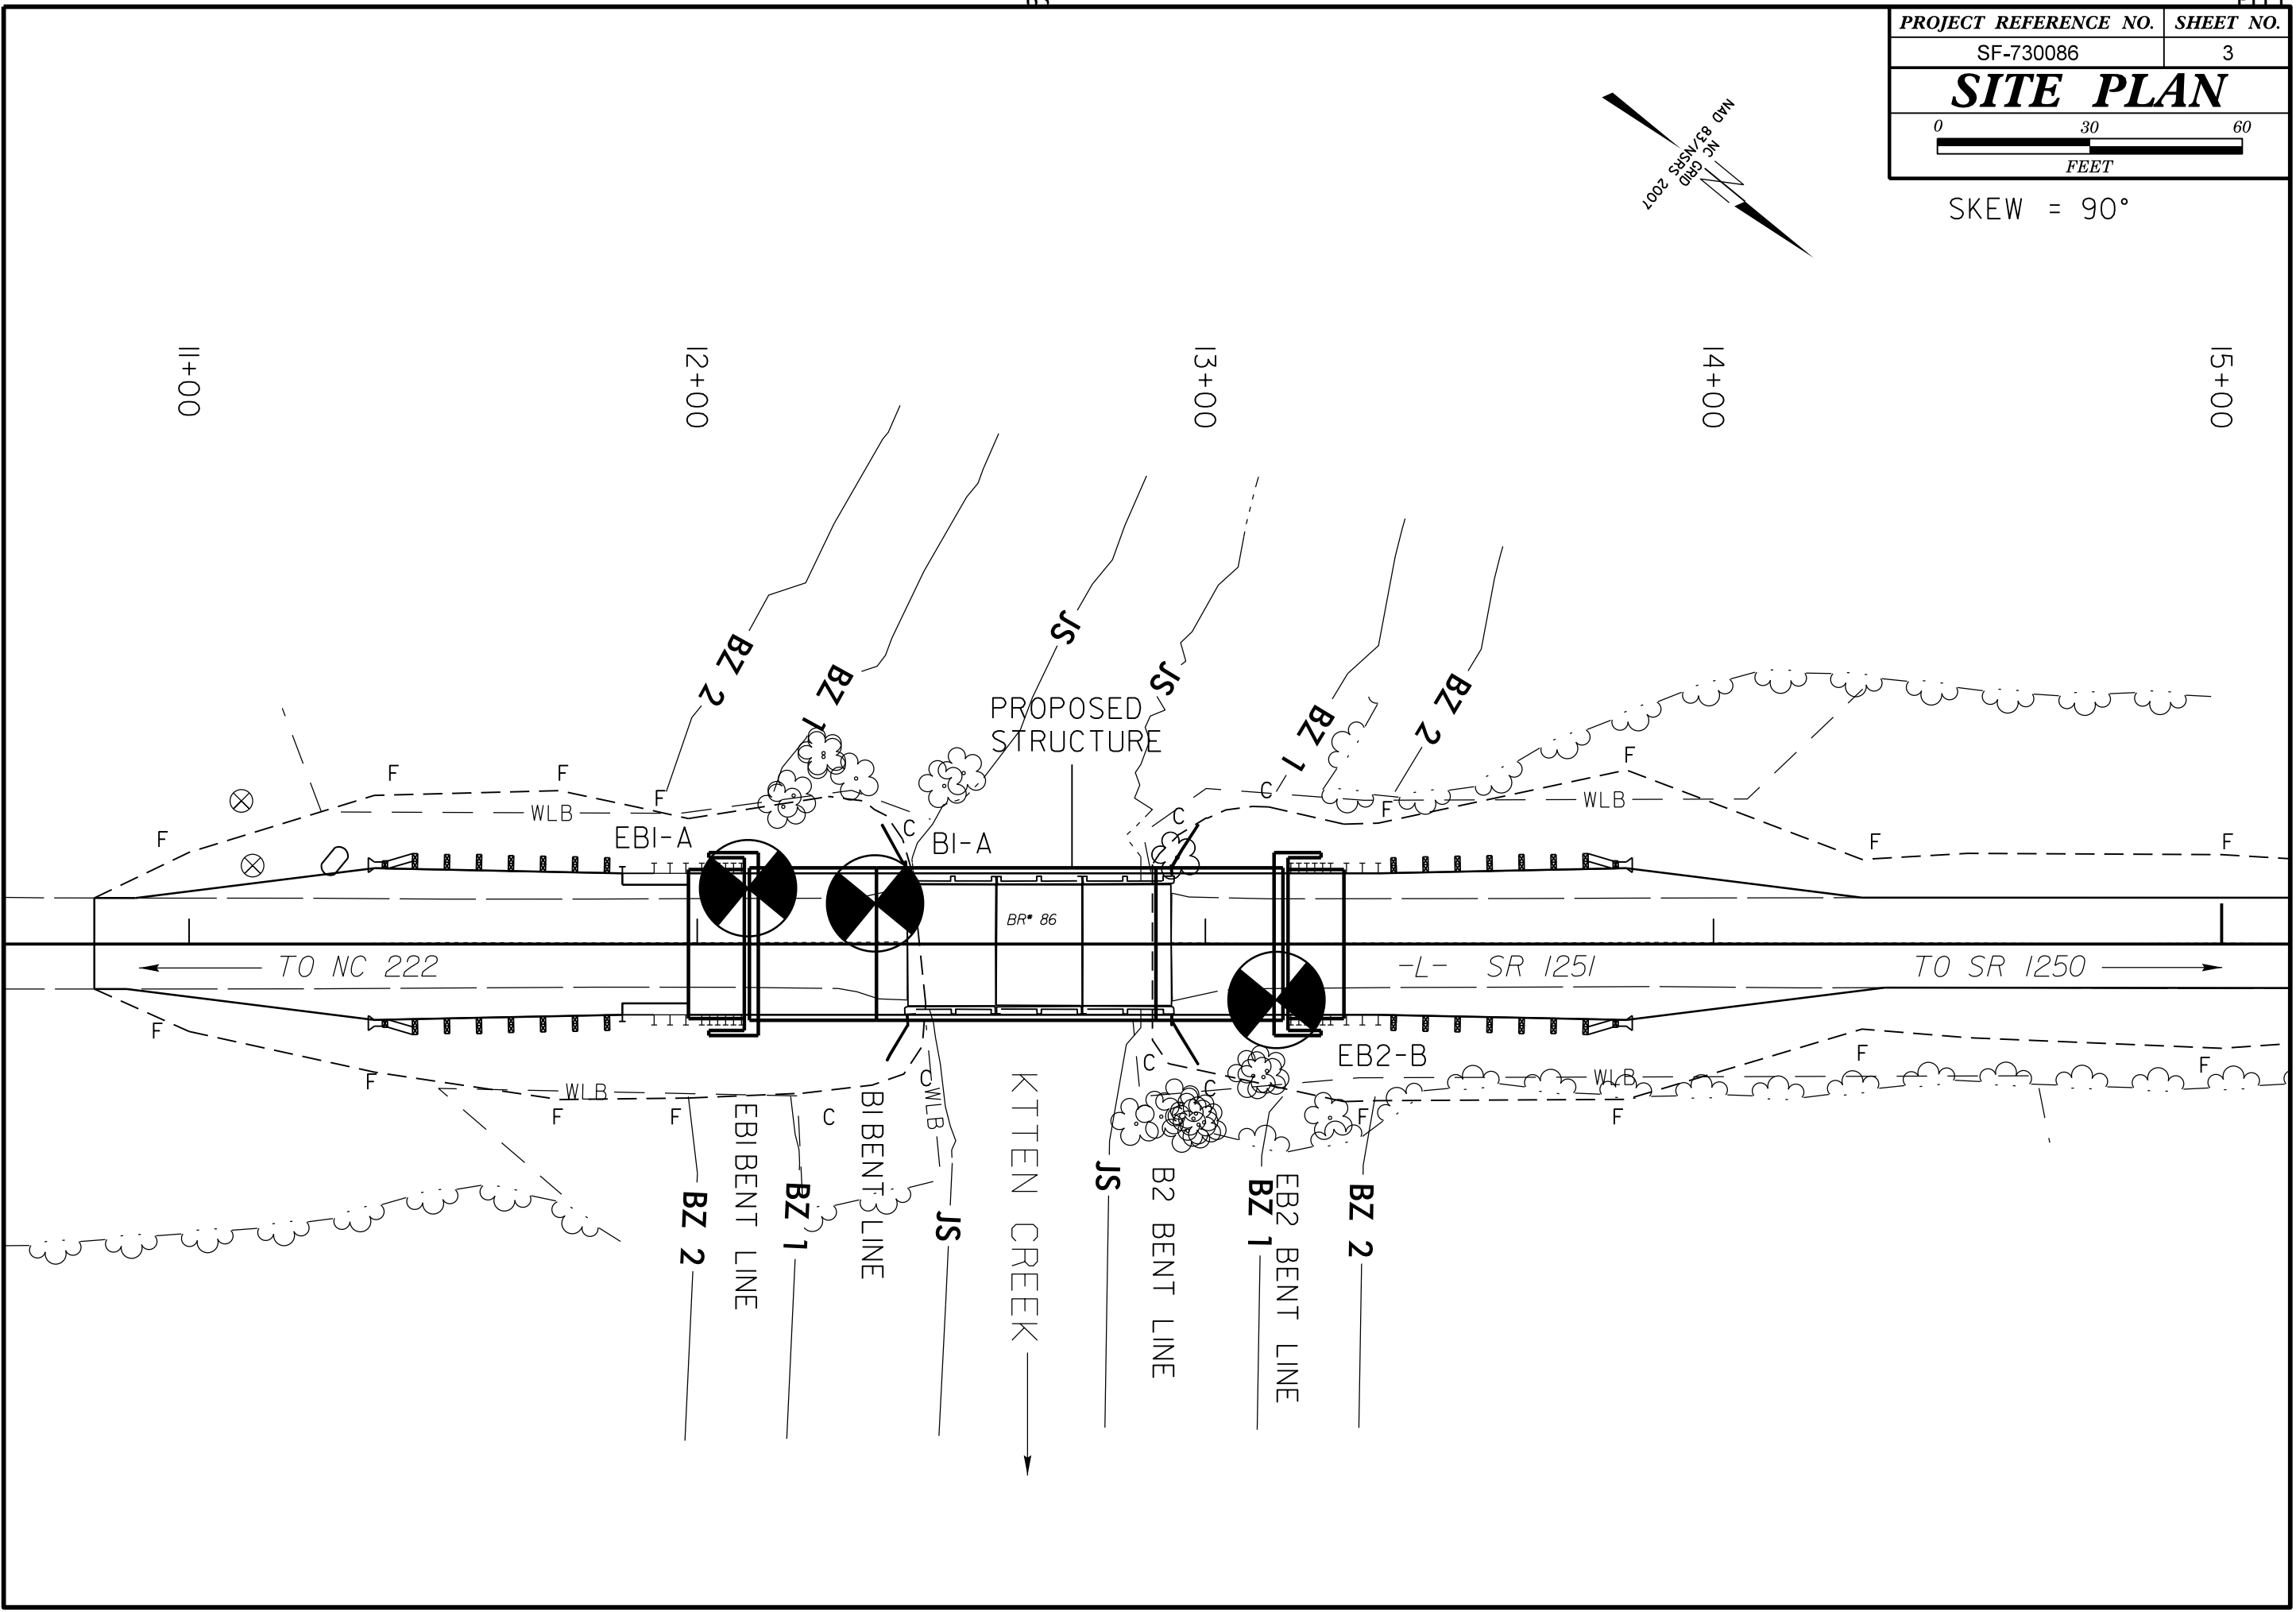 PROJECT REFERENCE NO. SHEET NO.
SF-730086 3
SITE PLAN
0 30 60
FEET
SKEW = 90°
NAD 83/NSRS 2007
NC GRID
11+00 12+00 13+00 14+00 15+00
JS
BZ 2
BZ 1
JS
BZ 1
BZ 2
PROPOSED
STRUCTURE
F F F F F
C
WLB WLB
F C C F F F
EB1-A
B1-A
BR# 86
TO NC 222
-L- SR 1251
TO SR 1250
EB2-B
F F F F
C C C C
WLB WLB WLB
F F F F
KTTEN CREEK
EB1 BENT LINE
B1 BENT LINE
B2 BENT LINE
EB2 BENT LINE
BZ 2
BZ 1
JS
JS
BZ 1
BZ 2